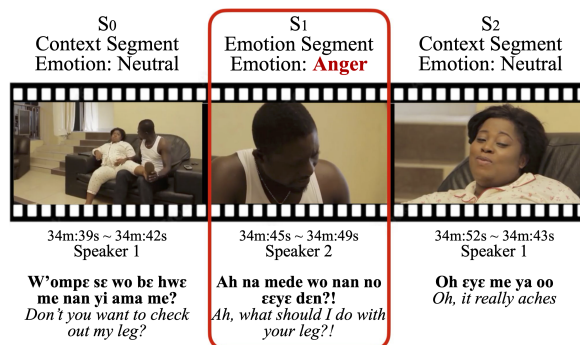 S0
Context Segment
Emotion: Neutral
34m:39s ~ 34m:42s
Speaker 1
W'ompɛ sɛ wo bɛ hwɛ
me nan yi ama me?
Don't you want to check
out my leg?
S1
Emotion Segment
Emotion: Anger
34m:45s ~ 34m:49s
Speaker 2
Ah na mede wo nan no
ɛɛyɛ dɛn?!
Ah, what should I do with
your leg?!
S2
Context Segment
Emotion: Neutral
34m:52s ~ 34m:43s
Speaker 1
Oh ɛyɛ me ya oo
Oh, it really aches